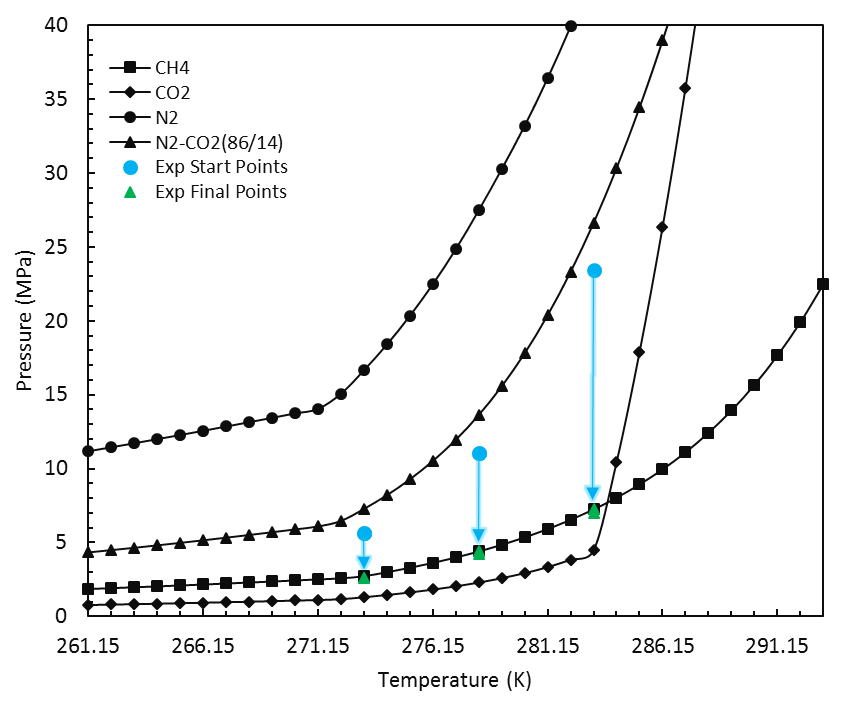 40
35
30
25
20
15
10
5
0
Pressure (MPa)
CH4
CO2
N2
N2-CO2(86/14)
Exp Start Points
Exp Final Points
261.15 266.15 271.15 276.15 281.15 286.15 291.15
Temperature (K)